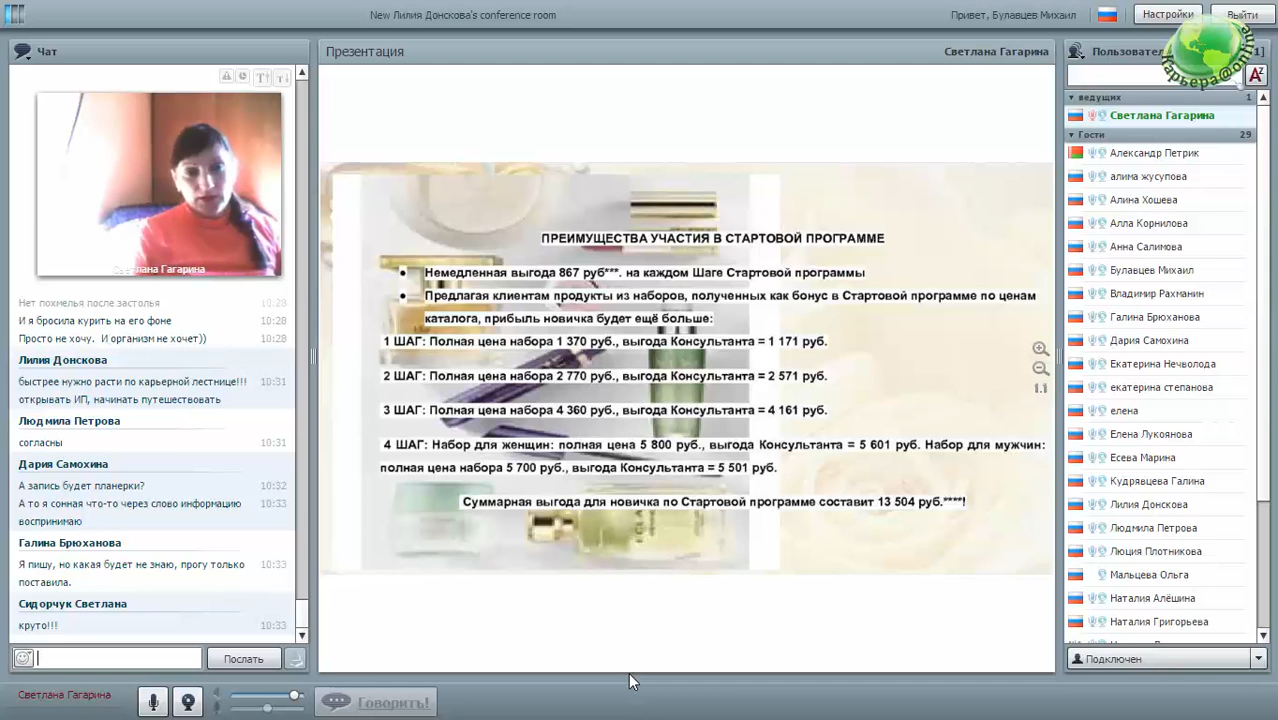 New Лилия Донскова's conference room
Привет, Булавцев Михаил
Настройки
Выйти
Чат
Светлана Гагарина
Нет похмелья после застолья 10:28
И я бросила курить на его фоне 10:28
Просто не хочу. И организм не хочет)) 10:28
Лилия Донскова
быстрее нужно расти по карьерной лестнице!!! 10:31
открывать ИП, начинать путешествовать
Людмила Петрова
согласны 10:31
Дария Самохина
А запись будет планерки? 10:32
А то я сонная что-то через слово информацию 10:33
воспринимаю
Галина Брюханова
Я пишу, но какая будет не знаю, прогу только 10:33
поставила.
Сидорчук Светлана
круто!!! 10:33
Послать
Светлана Гагарина
Говорить!
Презентация
Светлана Гагарина
ПРЕИМУЩЕСТВА УЧАСТИЯ В СТАРТОВОЙ ПРОГРАММЕ
• Немедленная выгода 867 руб***. на каждом Шаге Стартовой программы
• Предлагая клиентам продукты из наборов, полученных как бонус в Стартовой программе по ценам
каталога, прибыль новичка будет ещё больше:
1 ШАГ: Полная цена набора 1 370 руб., выгода Консультанта = 1 171 руб.
2 ШАГ: Полная цена набора 2 770 руб., выгода Консультанта = 2 571 руб.
3 ШАГ: Полная цена набора 4 360 руб., выгода Консультанта = 4 161 руб.
4 ШАГ: Набор для женщин: полная цена 5 800 руб., выгода Консультанта = 5 601 руб. Набор для мужчин:
полная цена набора 5 700 руб., выгода Консультанта = 5 501 руб.
Суммарная выгода для новичка по Стартовой программе составит 13 504 руб.****!
1.1
Карьера@online
ведущих 1
Светлана Гагарина
Гости 29
Александр Петрик
алима жусупова
Алина Хошева
Алла Корнилова
Анна Салимова
Булавцев Михаил
Владимир Рахманин
Галина Брюханова
Дария Самохина
Екатерина Нечволода
екатерина степанова
елена
Елена Лукоянова
Есева Марина
Кудрявцева Галина
Лилия Донскова
Людмила Петрова
Люция Плотникова
Мальцева Ольга
Наталия Алёшина
Наталия Григорьева
Подключен